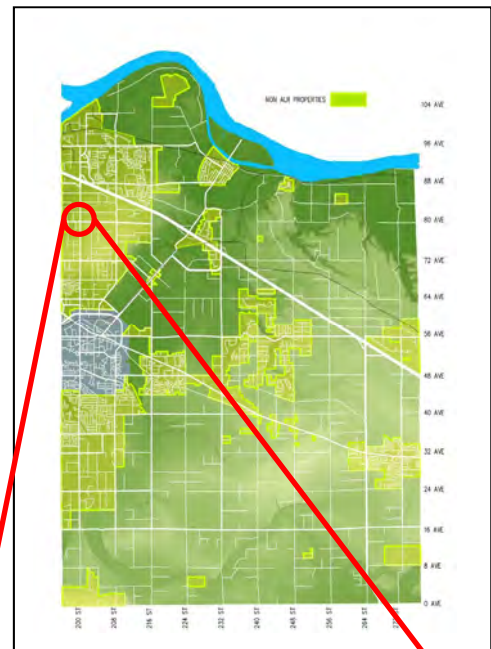 NON ALR PROPERTIES
104 AVE
96 AVE
88 AVE
80 AVE
72 AVE
64 AVE
56 AVE
48 AVE
40 AVE
32 AVE
24 AVE
16 AVE
8 AVE
0 AVE
200 ST
208 ST
216 ST
224 ST
232 ST
240 ST
248 ST
256 ST
264 ST